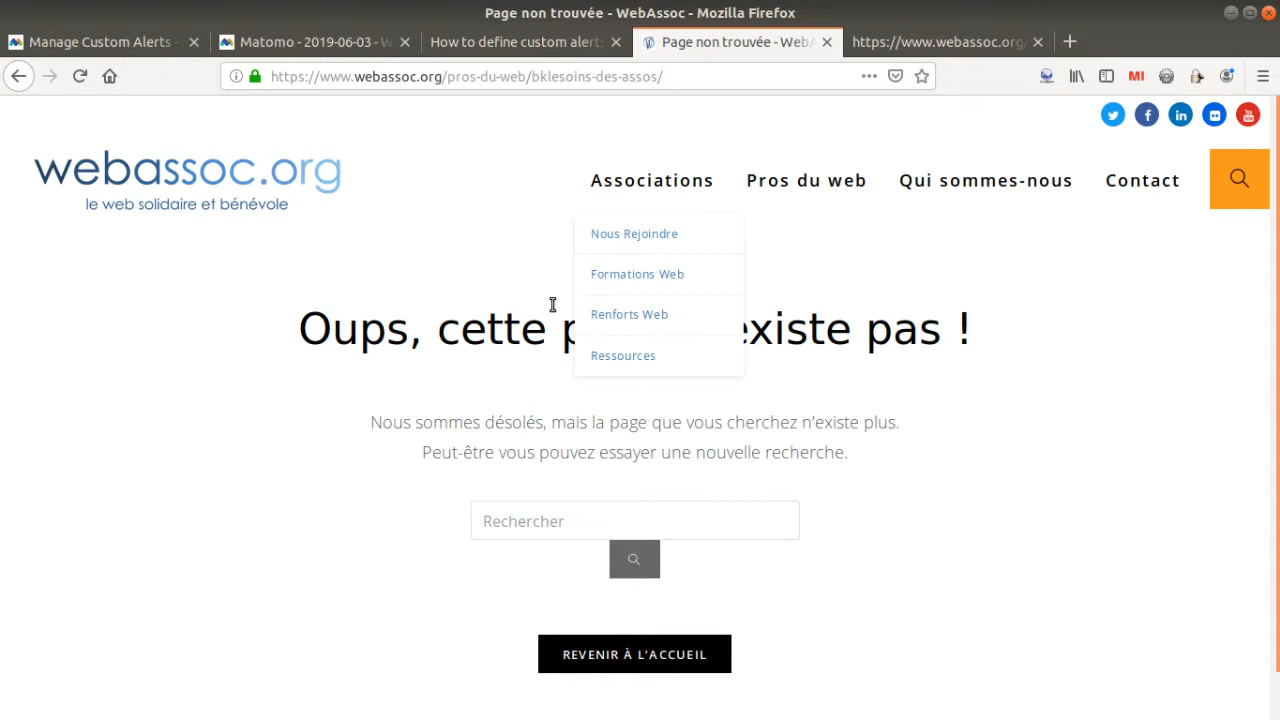 Page non trouvée - WebAssoc - Mozilla Firefox
Manage Custom Alerts -
Matomo - 2019-06-03 - W
How to define custom alert
Page non trouvée - WebA
https://www.webassoc.org
https://www.webassoc.org/pros-du-web/bklesoins-des-assos/
MI
webassoc.org
le web solidaire et bénévole
Associations
Pros du web
Qui sommes-nous
Contact
Nous Rejoindre
Formations Web
Renforts Web
Ressources
Oups, cette p existe pas !
Nous sommes désolés, mais la page que vous cherchez n’existe plus.
Peut-être vous pouvez essayer une nouvelle recherche.
Rechercher
REVENIR À L’ACCUEIL